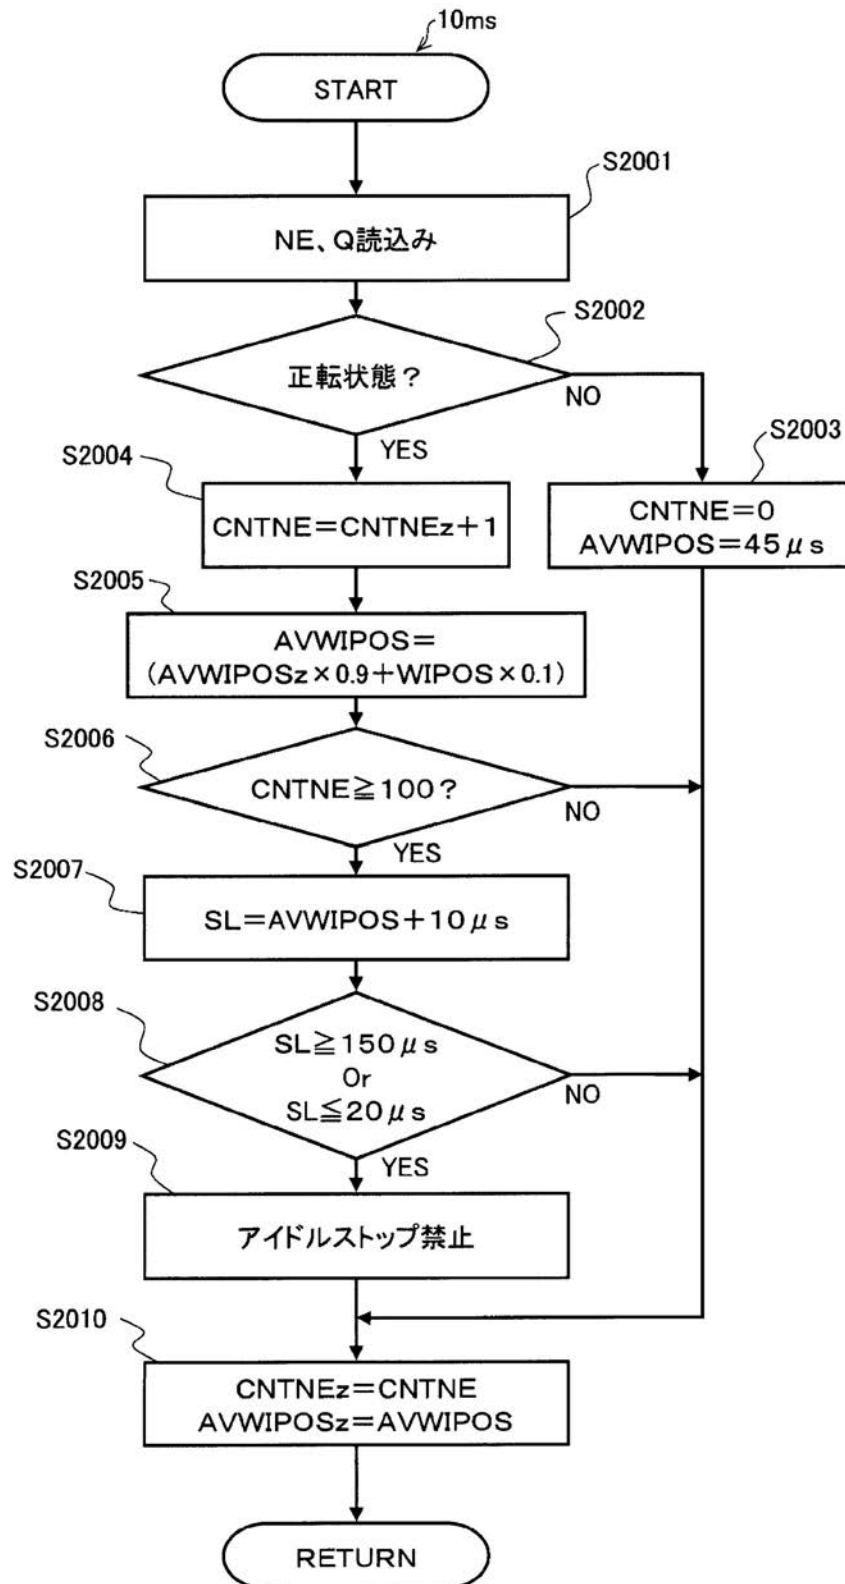 10ms
START
S2001
NE、Q読込み
S2002
正転状態？
NO
YES
S2003
CNTNE＝0
AVWIPOS＝45μs
S2004
CNTNE＝CNTNEz＋1
S2005
AVWIPOS＝
(AVWIPOSz×0.9＋WIPOS×0.1)
S2006
CNTNE≧100？
NO
YES
S2007
SL＝AVWIPOS＋10μs
S2008
SL≧150μs
Or
SL≦20μs
NO
YES
S2009
アイドルストップ禁止
S2010
CNTNEz＝CNTNE
AVWIPOSz＝AVWIPOS
RETURN